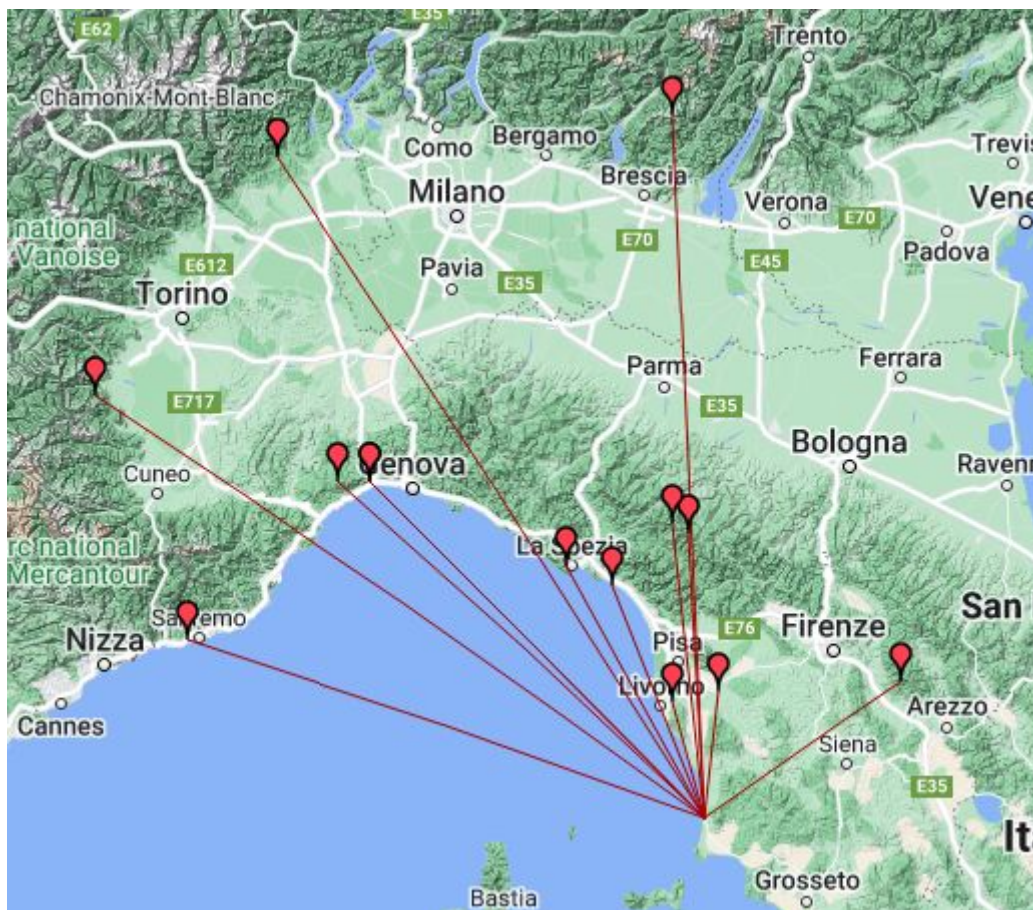 E35
E62
Trento
Chamonix-Mont-Blanc
Como
Bergamo
Trevis
Milano
Brescia
Verona
Vene
national
Vanoise
E70
E70
Padova
E612
Pavia
E35
E45
Torino
Parma
Ferrara
E717
E35
Bologna
Cuneo
Genova
Ravenn
rc national
Mercantour
La Spezia
San
Sanremo
E76
Firenze
Nizza
Pisa
Livorno
Cannes
Arezzo
Siena
E35
It
Bastia
Grosseto